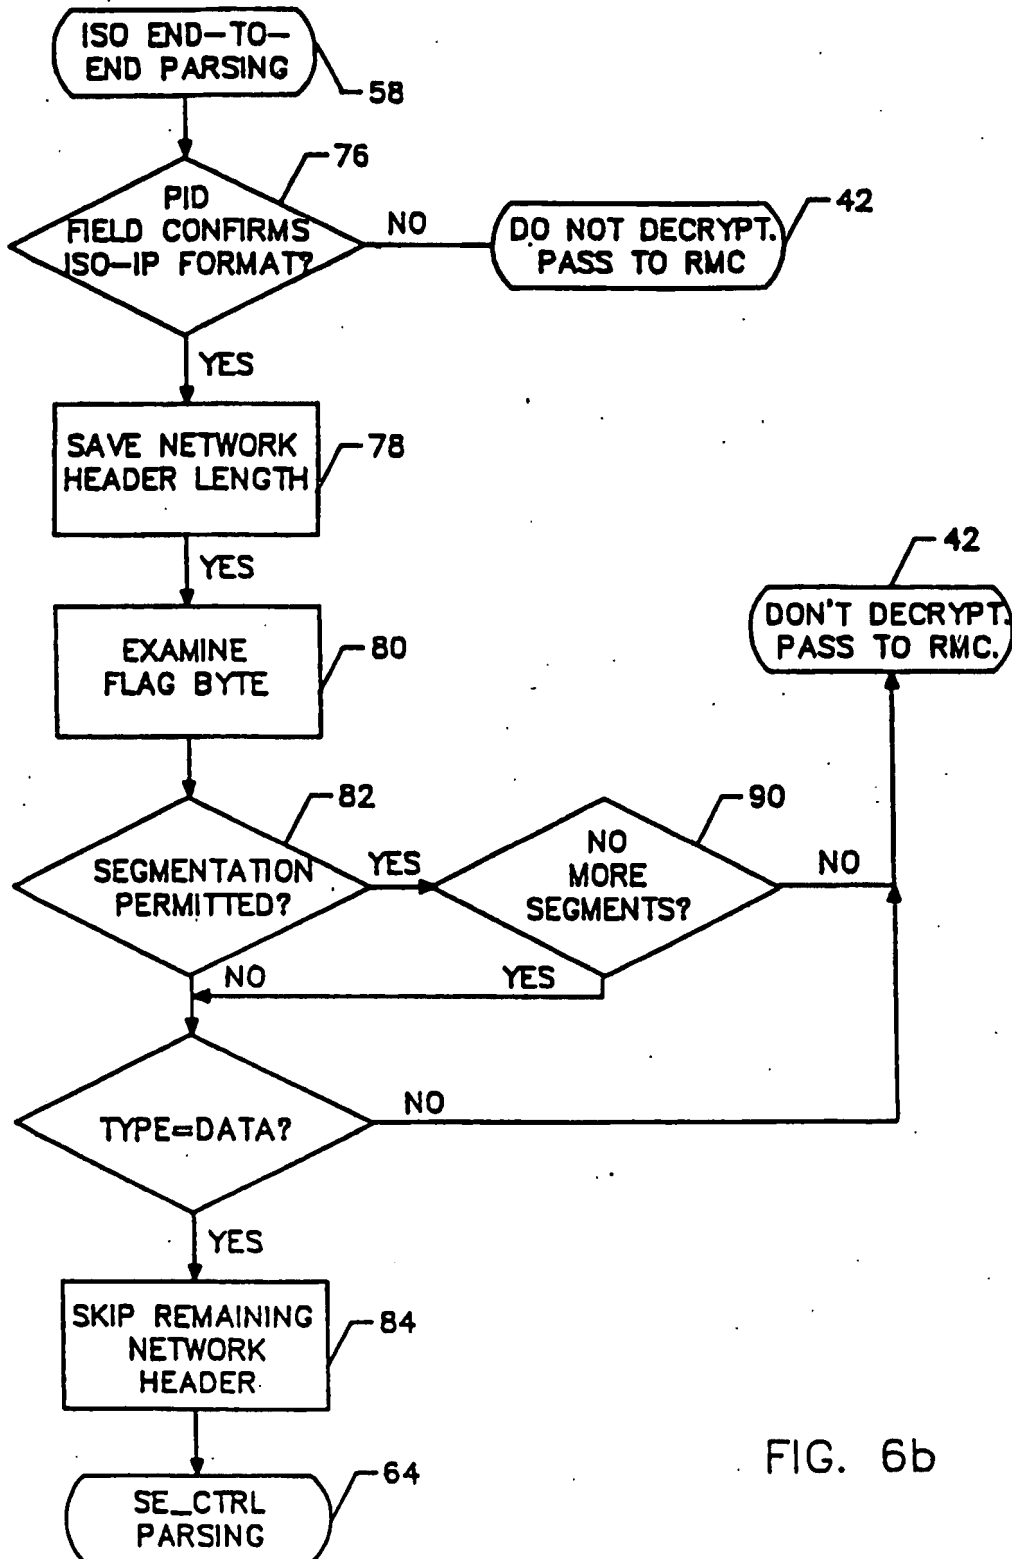 ISO END-TO-
END PARSING
58
76
PID
FIELD CONFIRMS
ISO-IP FORMAT?
NO
42
DO NOT DECRYPT.
PASS TO RMC
YES
SAVE NETWORK
HEADER LENGTH
78
YES
EXAMINE
FLAG BYTE
80
42
DON'T DECRYPT.
PASS TO RMC.
82
SEGMENTATION
PERMITTED?
YES
90
NO
MORE
SEGMENTS?
NO
NO
YES
TYPE=DATA?
NO
YES
SKIP REMAINING
NETWORK
HEADER
84
SE_CTRL
PARSING
64
FIG. 6b